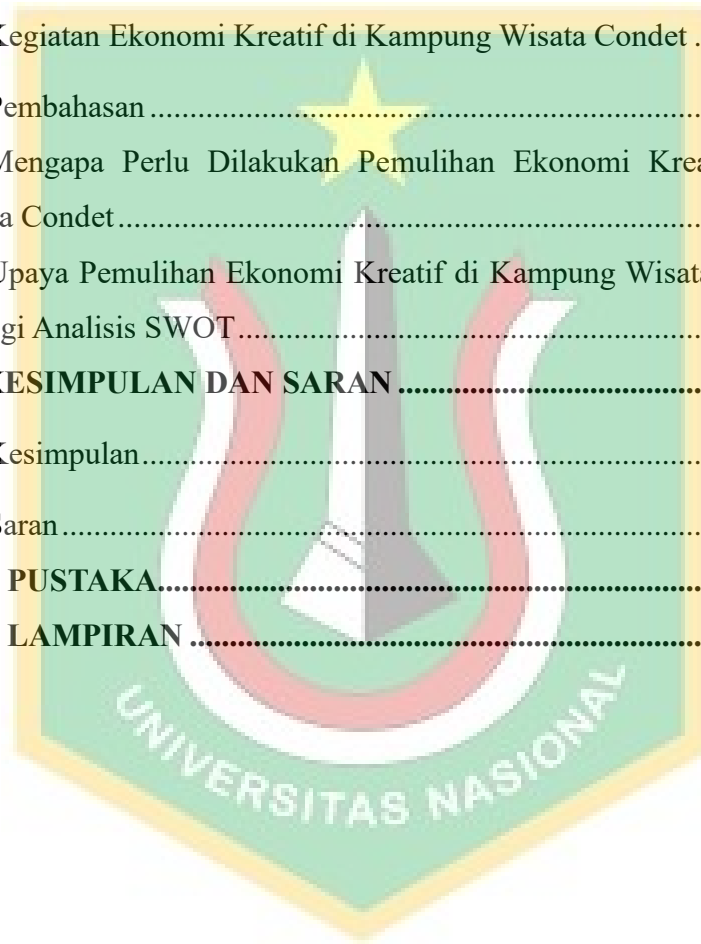 Kegiatan Ekonomi Kreatif di Kampung Wisata Condet .
Pembahasan ..........................................................................
Mengapa Perlu Dilakukan Pemulihan Ekonomi Krea
a Condet ..............................................................................
Upaya Pemulihan Ekonomi Kreatif di Kampung Wisata
gi Analisis SWOT ................................................................
KESIMPULAN DAN SARAN ..........................................
Kesimpulan ...........................................................................
Saran .....................................................................................
PUSTAKA ..........................................................................
LAMPIRAN ......................................................................
UNIVERSITAS NASIONAL